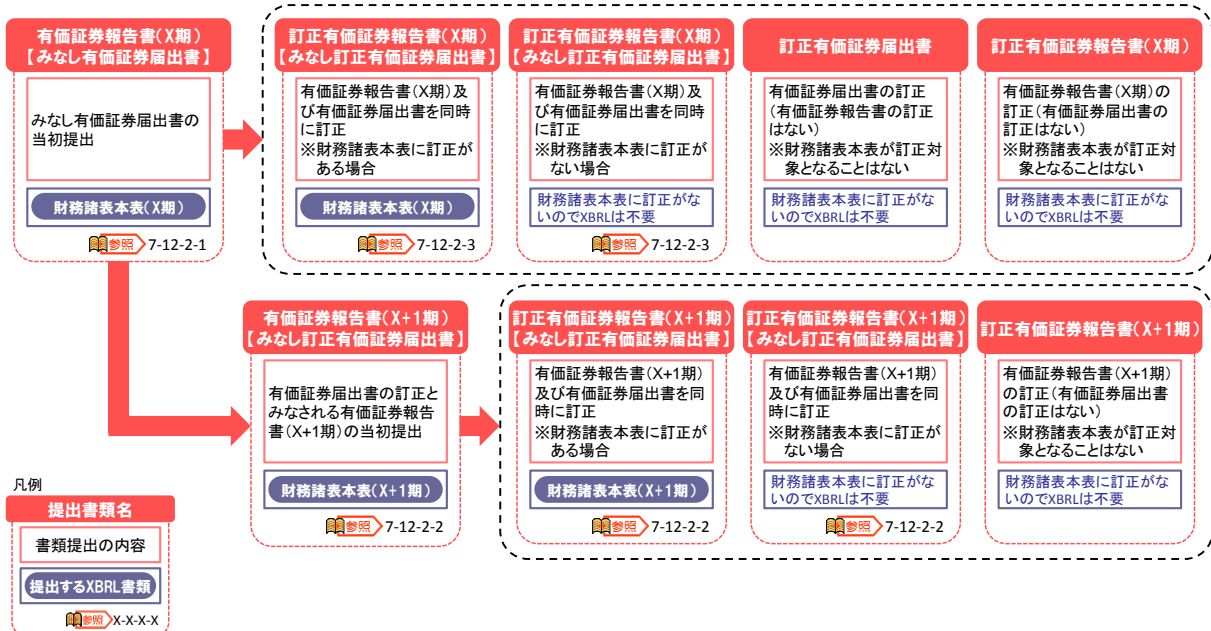 有価証券報告書(X期)
【みなし有価証券届出書】
みなし有価証券届出書の
当初提出
財務諸表本表(X期)
参照 7-12-2-1
訂正有価証券報告書(X期)
【みなし訂正有価証券届出書】
有価証券報告書(X期)及
び有価証券届出書を同時
に訂正
※財務諸表本表に訂正が
ある場合
財務諸表本表(X期)
参照 7-12-2-3
訂正有価証券報告書(X期)
【みなし訂正有価証券届出書】
有価証券報告書(X期)及
び有価証券届出書を同時
に訂正
※財務諸表本表に訂正が
ない場合
財務諸表本表に訂正がな
いのでXBRLは不要
参照 7-12-2-3
訂正有価証券届出書
有価証券届出書の訂正
(有価証券報告書の訂正
はない)
※財務諸表本表が訂正対
象となることはない
財務諸表本表に訂正がな
いのでXBRLは不要
訂正有価証券報告書(X期)
有価証券報告書(X期)の
訂正(有価証券届出書の
訂正はない)
※財務諸表本表が訂正対
象となることはない
財務諸表本表に訂正がな
いのでXBRLは不要
有価証券報告書(X+1期)
【みなし訂正有価証券届出書】
有価証券届出書の訂正と
みなされる有価証券報告
書(X+1期)の当初提出
財務諸表本表(X+1期)
参照 7-12-2-2
訂正有価証券報告書(X+1期)
【みなし訂正有価証券届出書】
有価証券報告書(X+1期)
及び有価証券届出書を同
時に訂正
※財務諸表本表に訂正が
ある場合
財務諸表本表(X+1期)
参照 7-12-2-2
訂正有価証券報告書(X+1期)
【みなし訂正有価証券届出書】
有価証券報告書(X+1期)
及び有価証券届出書を同
時に訂正
※財務諸表本表に訂正が
ない場合
財務諸表本表に訂正がな
いのでXBRLは不要
参照 7-12-2-2
訂正有価証券報告書(X+1期)
有価証券報告書(X+1期)
の訂正(有価証券届出書
の訂正はない)
※財務諸表本表が訂正対
象となることはない
財務諸表本表に訂正がな
いのでXBRLは不要
凡例
提出書類名
書類提出の内容
提出するXBRL書類
参照 X-X-X-X